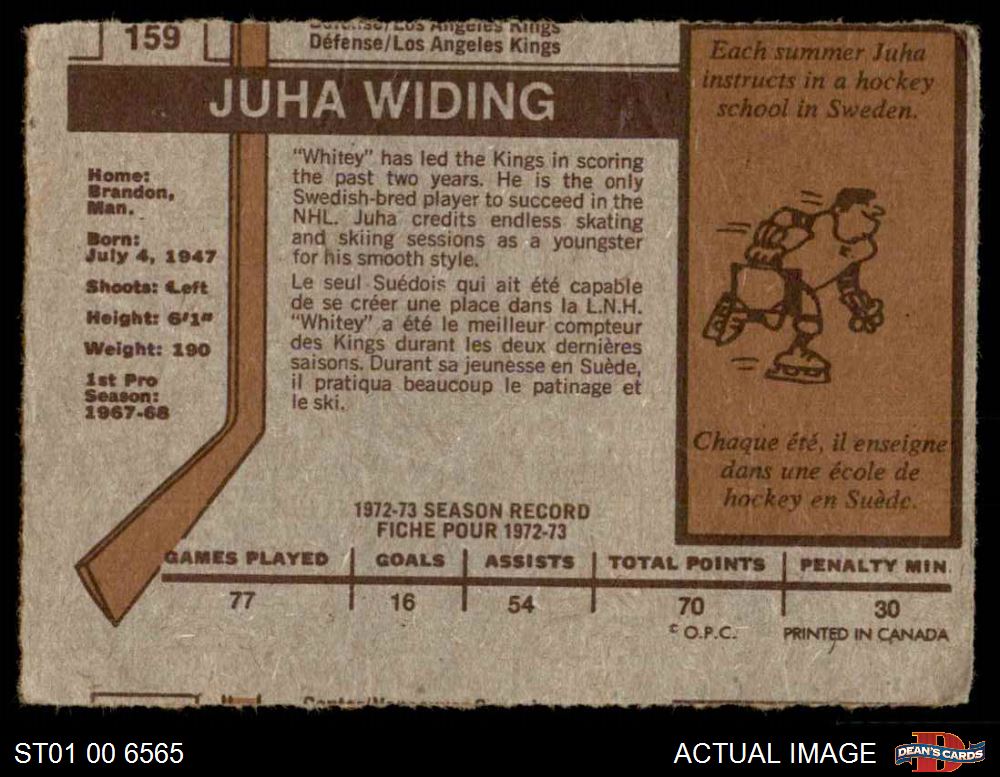 159
Defense/Los Angeles Kings
Défense/Los Angeles Kings
JUHA WIDING
Home:
Brandon,
Man.
Born:
July 4, 1947
Shoots: Left
Height: 6'1"
Weight: 190
1st Pro
Season:
1967-68
"Whitey" has led the Kings in scoring
the past two years. He is the only
Swedish-bred player to succeed in the
NHL. Juha credits endless skating
and skiing sessions as a youngster
for his smooth style.
Le seul Suédois qui ait été capable
de se créer une place dans la L.N.H.
"Whitey" a été le meilleur compteur
des Kings durant les deux dernières
saisons. Durant sa jeunesse en Suède,
il pratiqua beaucoup le patinage et
le ski.
Each summer Juha
instructs in a hockey
school in Sweden.
Chaque été, il enseigne
dans une école de
hockey en Suède.
1972-73 SEASON RECORD
FICHE POUR 1972-73
GAMES PLAYED GOALS ASSISTS TOTAL POINTS PENALTY MIN.
77 16 54 70 30
© O.P.C. PRINTED IN CANADA
ST01 00 6565 ACTUAL IMAGE DEAN'S CARDS